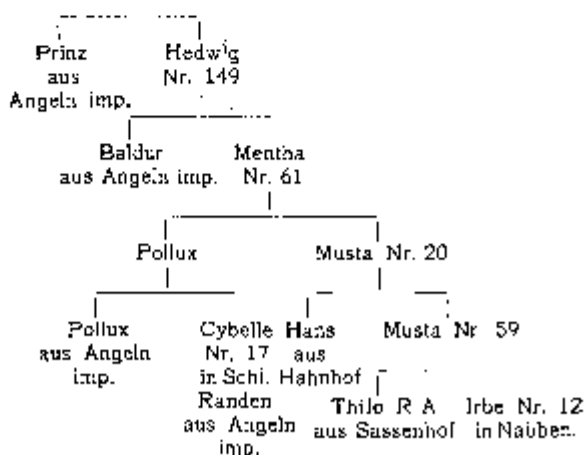 Prinz Hedwig
aus Nr. 149
Angeln imp.
Baldur Mentha
aus Angeln imp. Nr. 61
Pollux Musta Nr. 20
Pollux Cybelle Hans Musta Nr 59
aus Angeln Nr. 17 aus
imp. in Schl. Hahnhof
Randen Thilo R A Irbe Nr. 12
aus Angeln aus Sassenhof in Nabben.
imp.